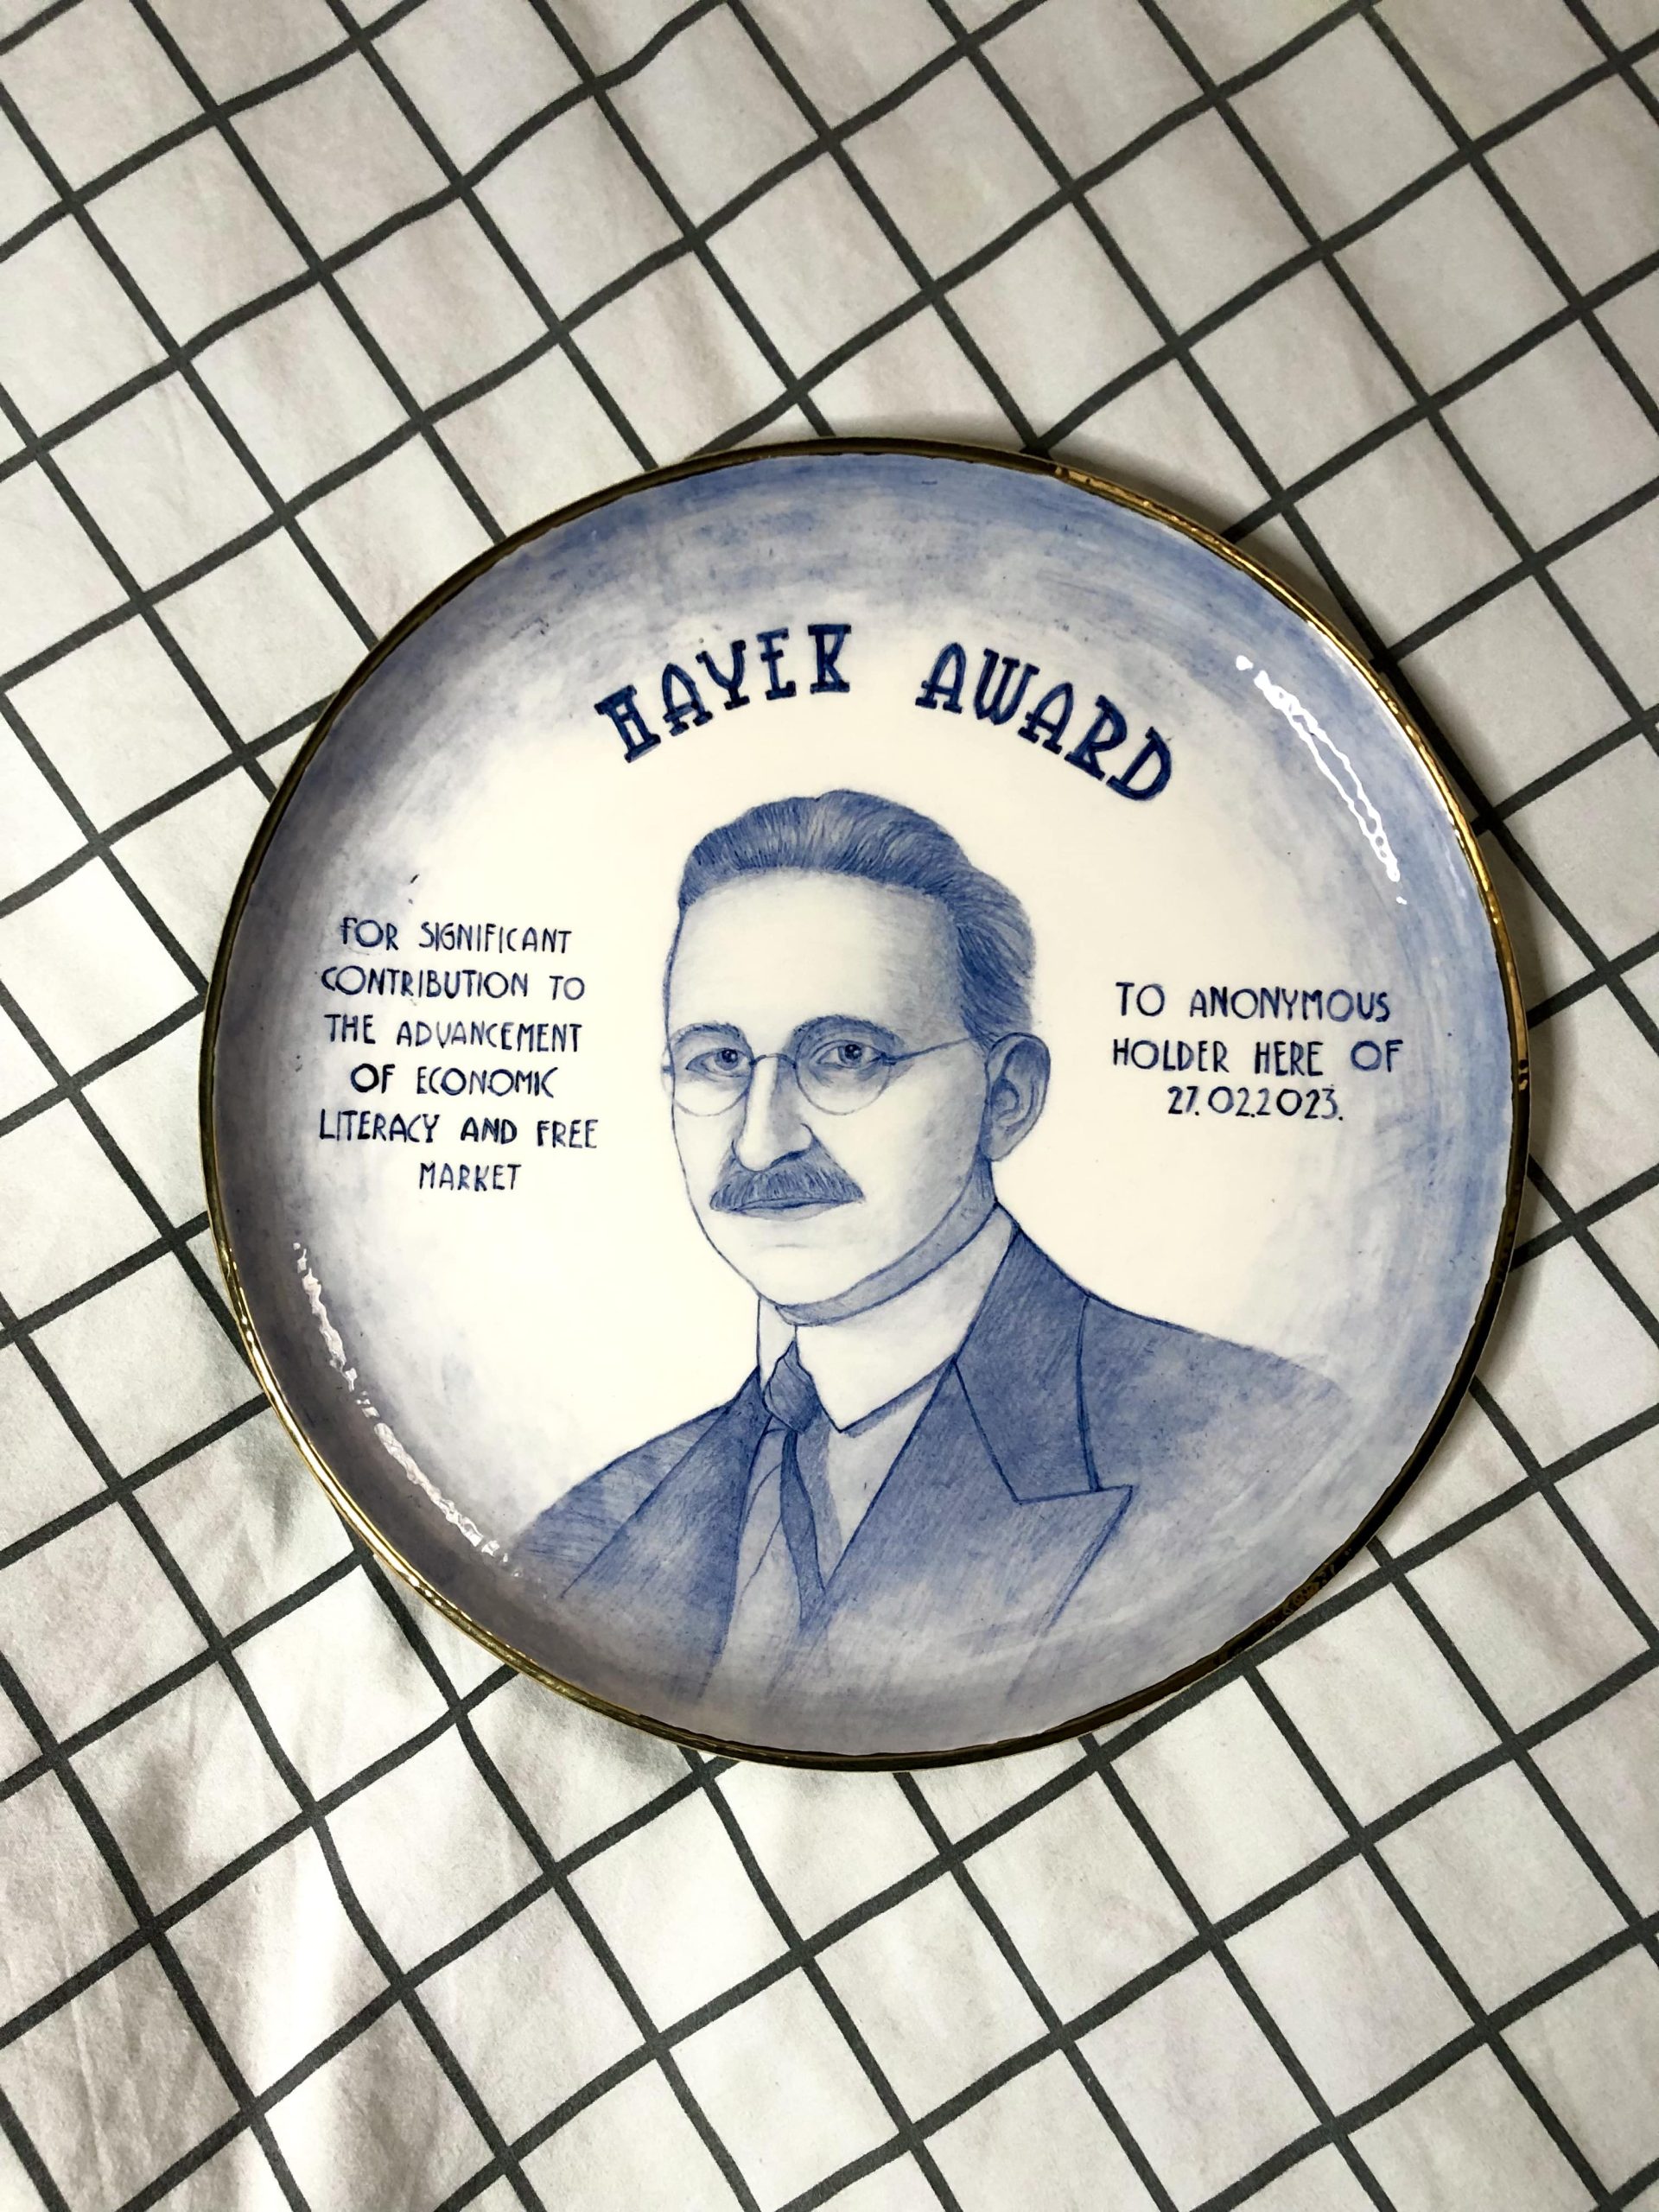 HAYEK AWARD
FOR SIGNIFICANT
CONTRIBUTION TO
THE ADVANCEMENT
OF ECONOMIC
LITERACY AND FREE
MARKET
TO ANONYMOUS
HOLDER HERE OF
27.02.2023.